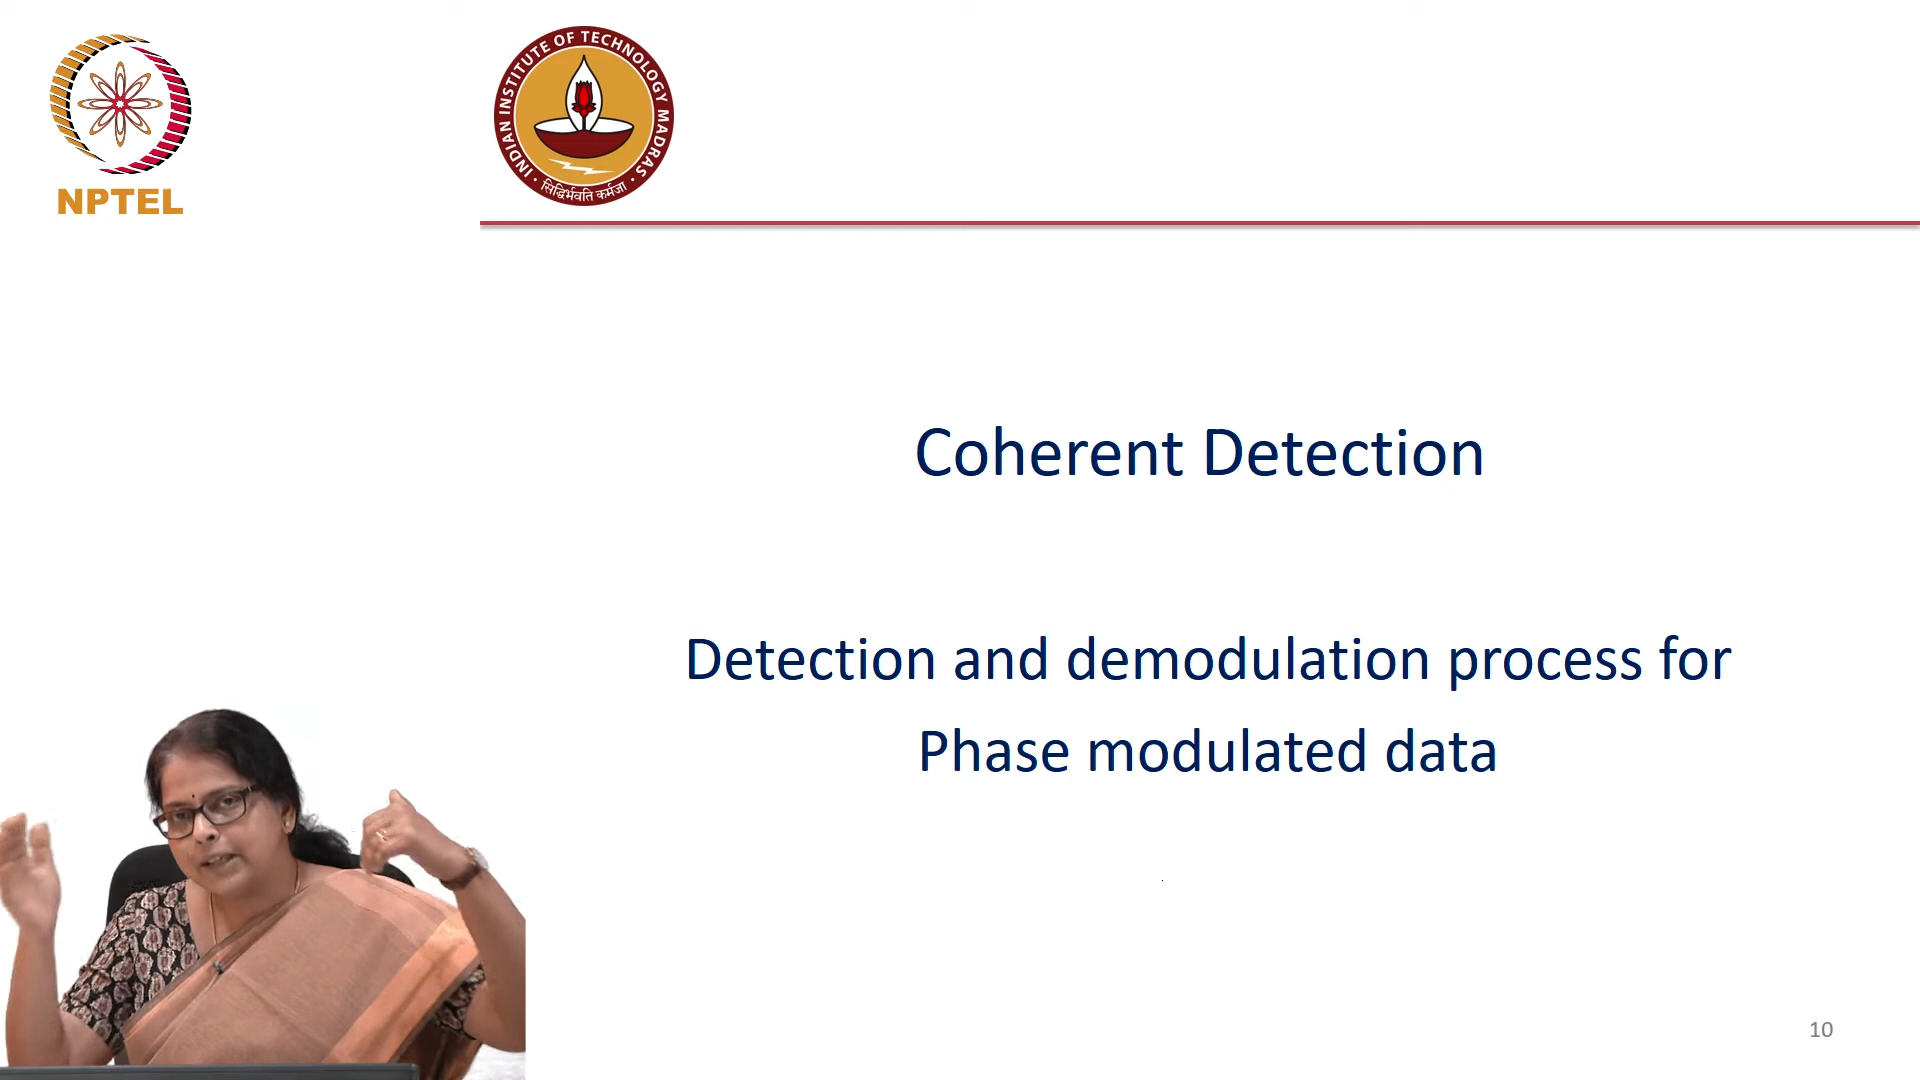 NPTEL
INDIAN INSTITUTE OF TECHNOLOGY MADRAS
सिद्धिर्भवति कर्मजा
Coherent Detection
Detection and demodulation process for
Phase modulated data
10